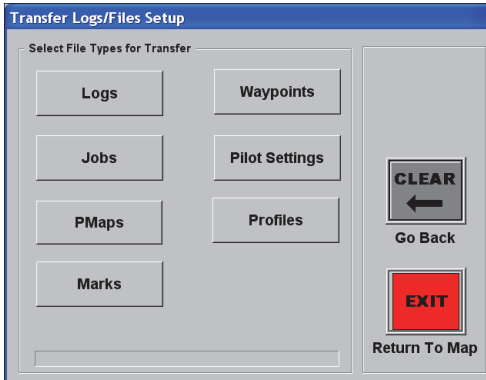 Transfer Logs/Files Setup
Select File Types for Transfer
Logs
Waypoints
Jobs
Pilot Settings
PMaps
Profiles
Marks
CLEAR
Go Back
EXIT
Return To Map